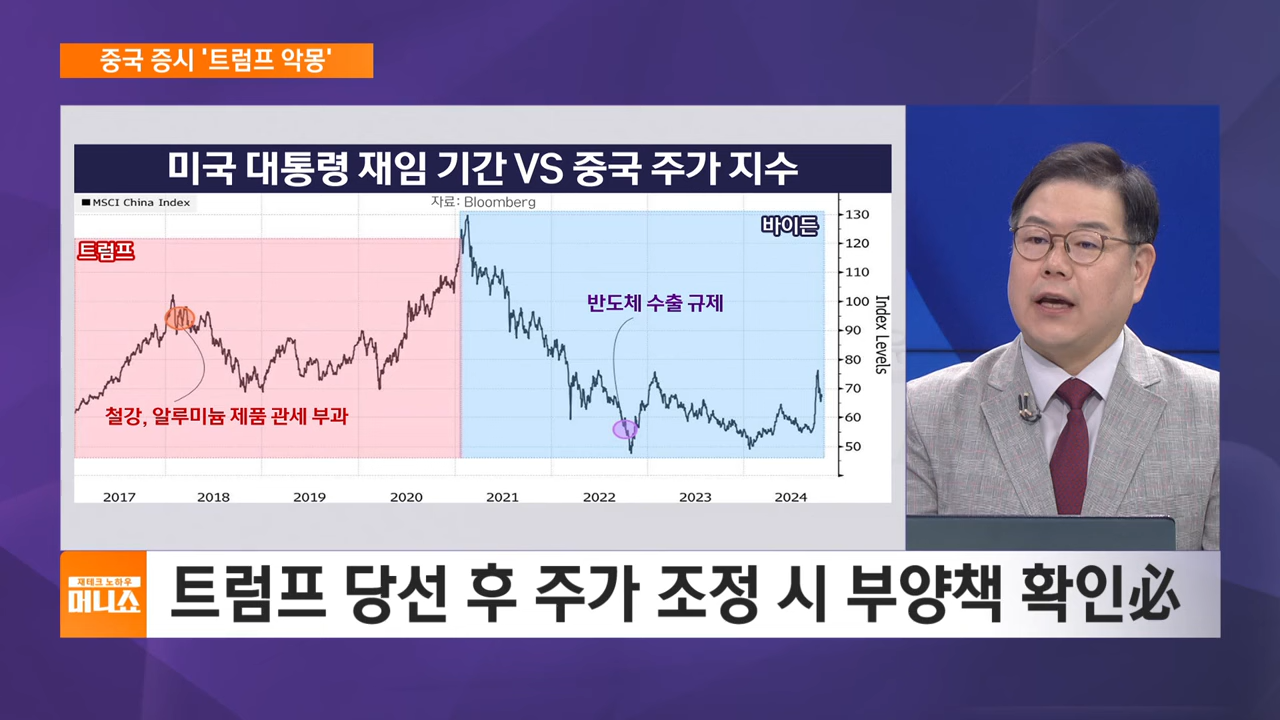 중국 증시 '트럼프 악몽'
미국 대통령 재임 기간 VS 중국 주가 지수
MSCI China Index
자료: Bloomberg
트럼프
바이든
반도체 수출 규제
철강, 알루미늄 제품 관세 부과
130
120
110
100
90
80
70
60
50
Index Levels
2017 2018 2019 2020 2021 2022 2023 2024
재테크 노하우
머니쇼
트럼프 당선 후 주가 조정 시 부양책 확인必